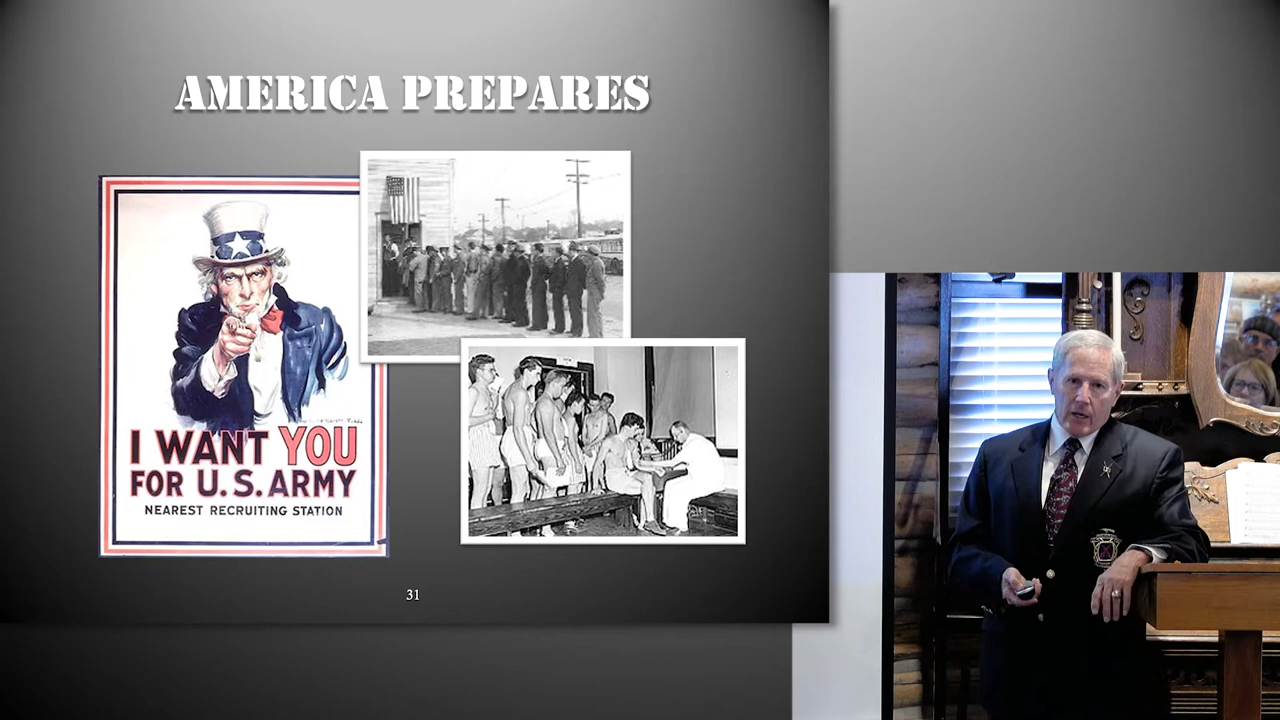 AMERICA PREPARES
I WANT YOU
FOR U.S. ARMY
NEAREST RECRUITING STATION
31